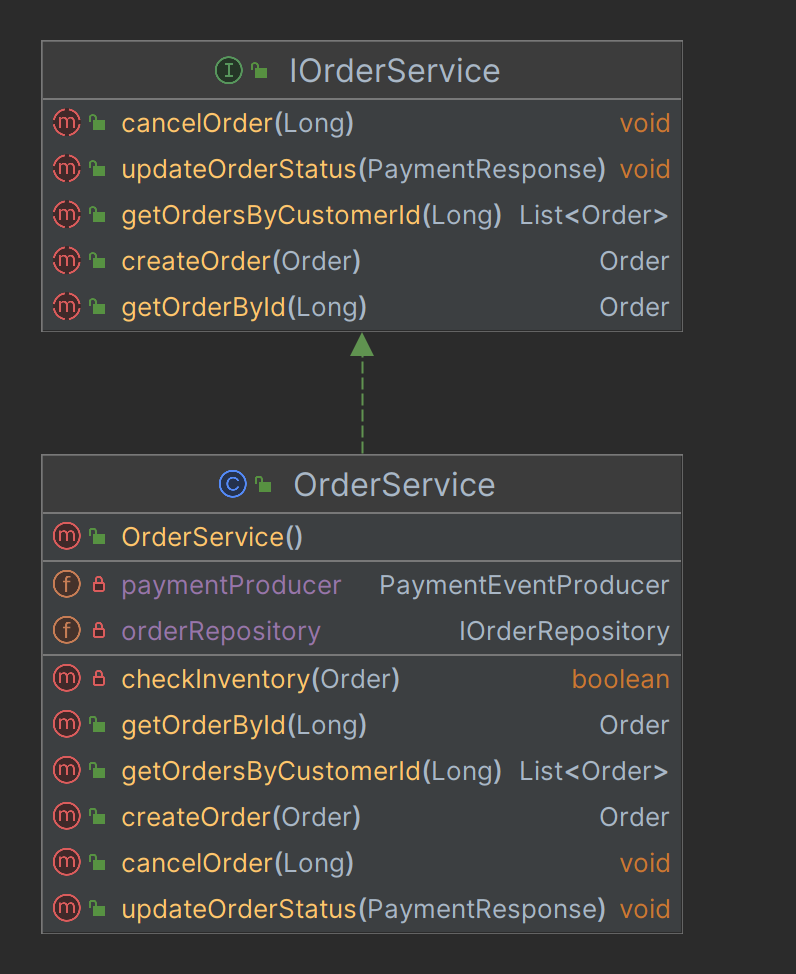 I IOrderService
m cancelOrder(Long) void
m updateOrderStatus(PaymentResponse) void
m getOrdersByCustomerId(Long) List<Order>
m createOrder(Order) Order
m getOrderById(Long) Order
C OrderService
m OrderService()
f paymentProducer PaymentEventProducer
f orderRepository IOrderRepository
m checkInventory(Order) boolean
m getOrderById(Long) Order
m getOrdersByCustomerId(Long) List<Order>
m createOrder(Order) Order
m cancelOrder(Long) void
m updateOrderStatus(PaymentResponse) void